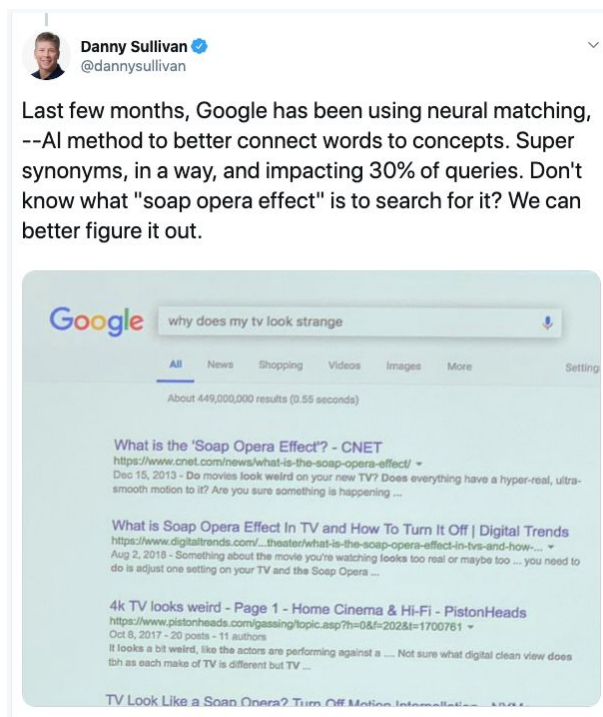 Danny Sullivan
@dannysullivan
Last few months, Google has been using neural matching,
--AI method to better connect words to concepts. Super
synonyms, in a way, and impacting 30% of queries. Don't
know what "soap opera effect" is to search for it? We can
better figure it out.
Google
why does my tv look strange
All News Shopping Videos Images More Setting
About 449,000,000 results (0.55 seconds)
What is the 'Soap Opera Effect'? - CNET
https://www.cnet.com/news/what-is-the-soap-opera-effect/
Dec 15, 2013 - Do movies look weird on your new TV? Does everything have a hyper-real, ultra-
smooth motion to it? Are you sure something is happening ...
What is Soap Opera Effect In TV and How To Turn It Off | Digital Trends
https://www.digitaltrends.com/...theater/what-is-the-soap-opera-effect-in-tvs-and-how-...
Aug 2, 2018 - Something about the movie you're watching looks too real or maybe too ... you need to
do is adjust one setting on your TV and the Soap Opera ...
4k TV looks weird - Page 1 - Home Cinema & Hi-Fi - PistonHeads
https://www.pistonheads.com/gassing/topic.asp?h=0&f=202&t=1700761
Oct 8, 2017 - 20 posts - 11 authors
It looks a bit weird, like the actors are performing against a .... Not sure what digital clean view does
tbh as each make of TV is different but TV ...
TV Look Like a Soap Opera? Turn Off Motion